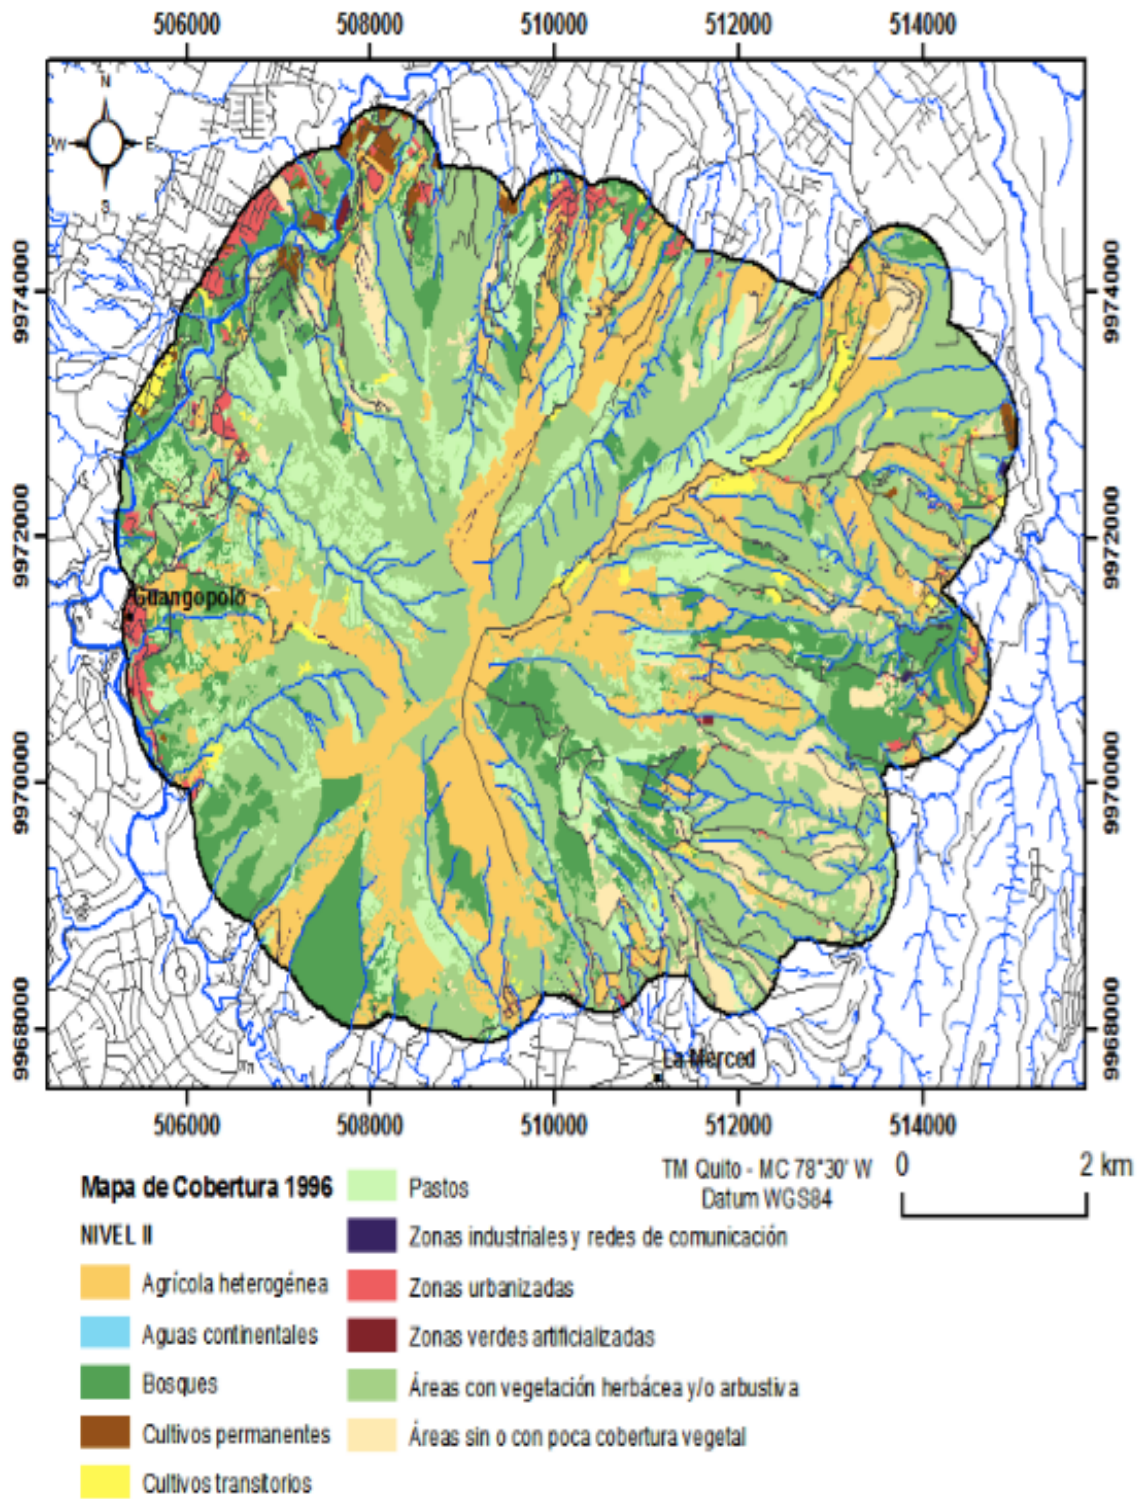 506000 508000 510000 512000 514000
N
W E
S
9974000 9974000
9972000 9972000
Guangopolo
9970000 9970000
9968000 9968000
La Merced
506000 508000 510000 512000 514000
TM Quito - MC 78°30' W
Datum WGS84
0 2 km
Mapa de Cobertura 1996
NIVEL II
Agrícola heterogénea
Aguas continentales
Bosques
Cultivos permanentes
Cultivos transitorios
Pastos
Zonas industriales y redes de comunicación
Zonas urbanizadas
Zonas verdes artificializadas
Áreas con vegetación herbácea y/o arbustiva
Áreas sin o con poca cobertura vegetal